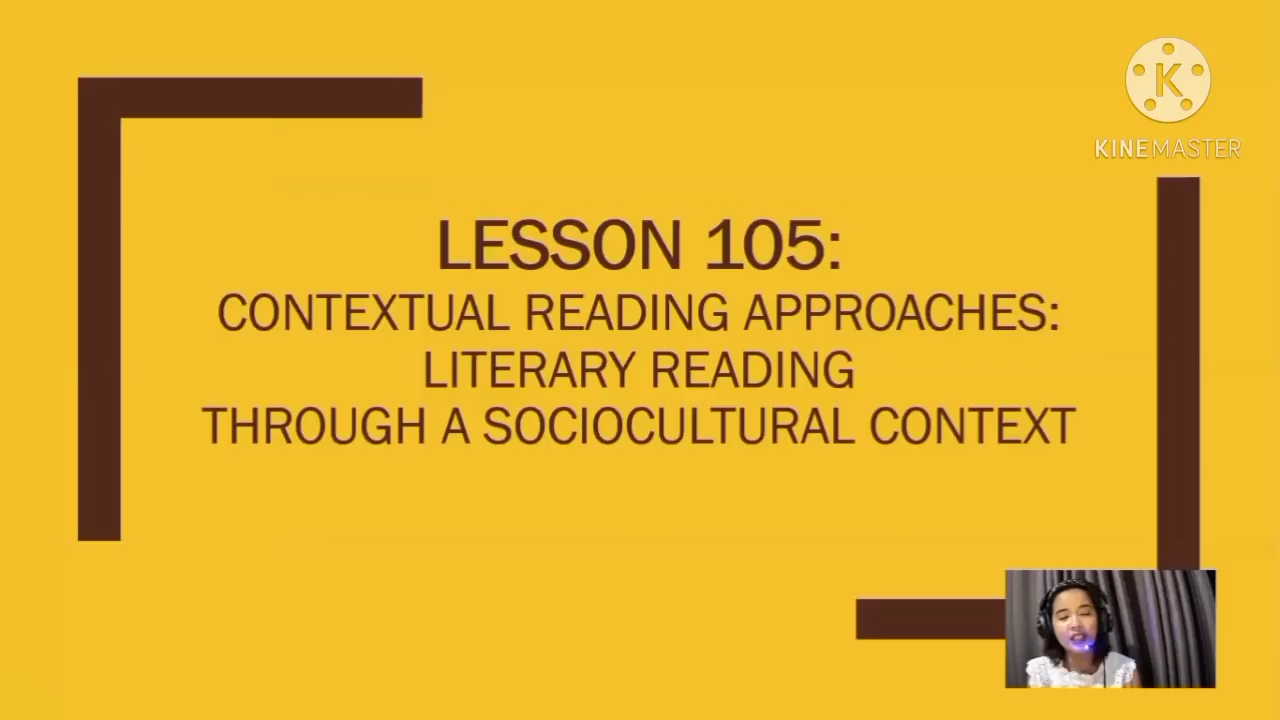 K
KINEMASTER
LESSON 105:
CONTEXTUAL READING APPROACHES:
LITERARY READING
THROUGH A SOCIOCULTURAL CONTEXT